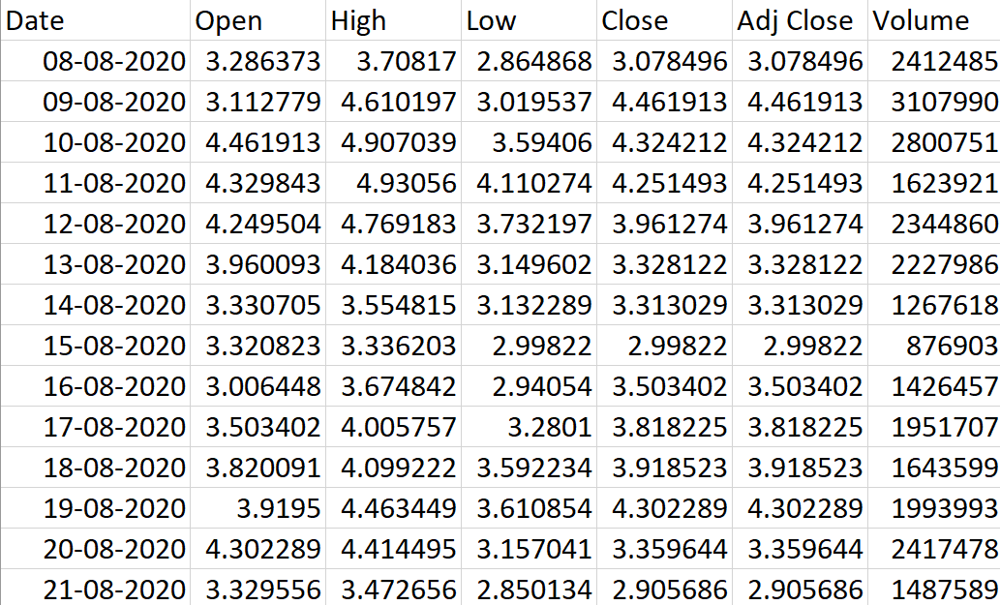 Date Open High Low Close Adj Close Volume
08-08-2020 3.286373 3.70817 2.864868 3.078496 3.078496 2412485
09-08-2020 3.112779 4.610197 3.019537 4.461913 4.461913 3107990
10-08-2020 4.461913 4.907039 3.59406 4.324212 4.324212 2800751
11-08-2020 4.329843 4.93056 4.110274 4.251493 4.251493 1623921
12-08-2020 4.249504 4.769183 3.732197 3.961274 3.961274 2344860
13-08-2020 3.960093 4.184036 3.149602 3.328122 3.328122 2227986
14-08-2020 3.330705 3.554815 3.132289 3.313029 3.313029 1267618
15-08-2020 3.320823 3.336203 2.99822 2.99822 2.99822 876903
16-08-2020 3.006448 3.674842 2.94054 3.503402 3.503402 1426457
17-08-2020 3.503402 4.005757 3.2801 3.818225 3.818225 1951707
18-08-2020 3.820091 4.099222 3.592234 3.918523 3.918523 1643599
19-08-2020 3.9195 4.463449 3.610854 4.302289 4.302289 1993993
20-08-2020 4.302289 4.414495 3.157041 3.359644 3.359644 2417478
21-08-2020 3.329556 3.472656 2.850134 2.905686 2.905686 1487589